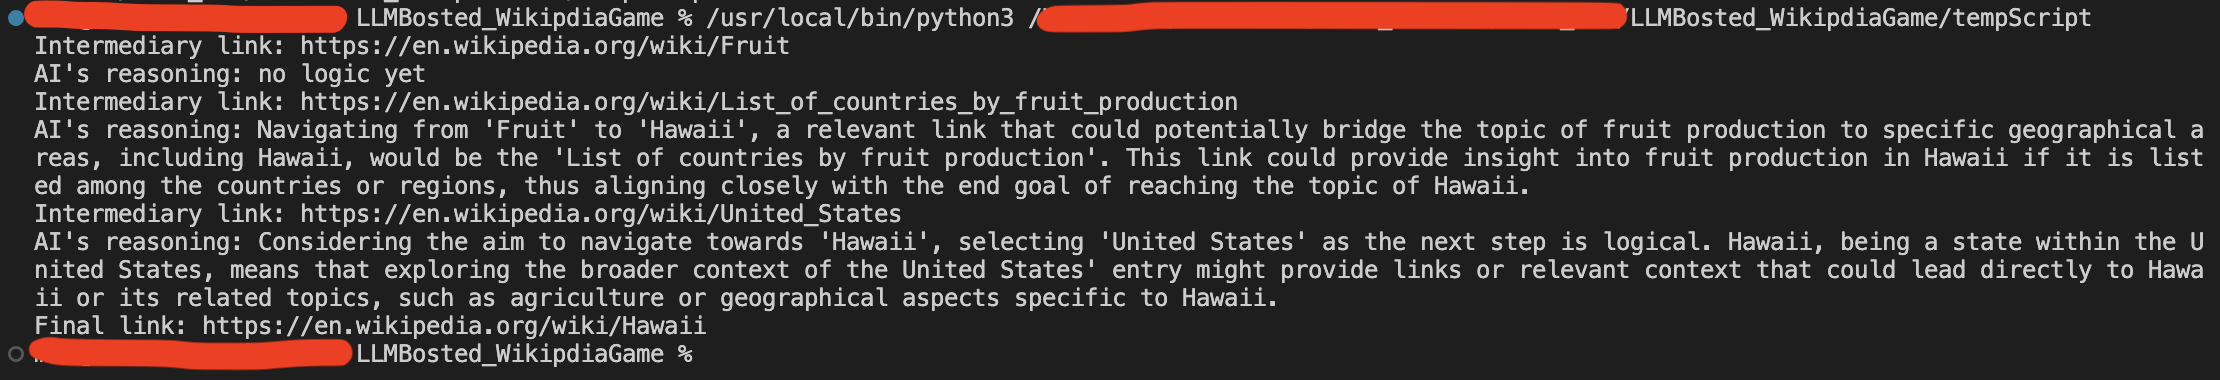 LLMBosted_WikipdiaGame % /usr/local/bin/python3 / /LLMBosted_WikipdiaGame/tempScript
Intermediary link: https://en.wikipedia.org/wiki/Fruit
AI's reasoning: no logic yet
Intermediary link: https://en.wikipedia.org/wiki/List_of_countries_by_fruit_production
AI's reasoning: Navigating from 'Fruit' to 'Hawaii', a relevant link that could potentially bridge the topic of fruit production to specific geographical a
reas, including Hawaii, would be the 'List of countries by fruit production'. This link could provide insight into fruit production in Hawaii if it is list
ed among the countries or regions, thus aligning closely with the end goal of reaching the topic of Hawaii.
Intermediary link: https://en.wikipedia.org/wiki/United_States
AI's reasoning: Considering the aim to navigate towards 'Hawaii', selecting 'United States' as the next step is logical. Hawaii, being a state within the U
nited States, means that exploring the broader context of the United States' entry might provide links or relevant context that could lead directly to Hawa
ii or its related topics, such as agriculture or geographical aspects specific to Hawaii.
Final link: https://en.wikipedia.org/wiki/Hawaii
LLMBosted_WikipdiaGame %